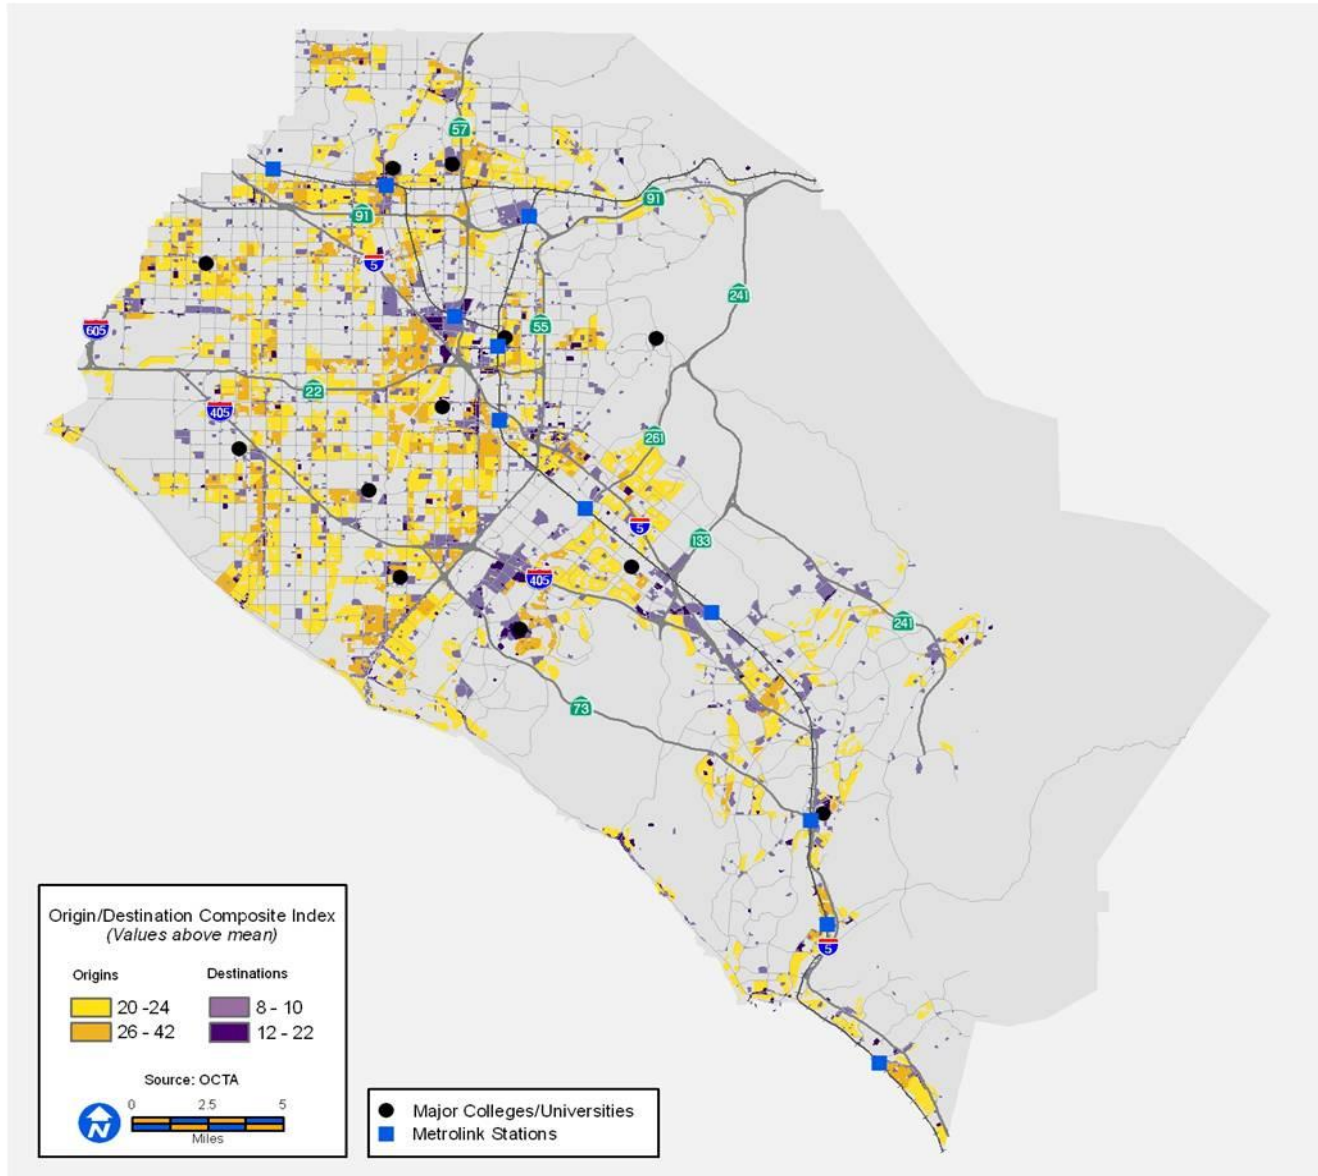 57
91
91
5
241
605
55
22
405
261
5
133
405
241
73
5
Origin/Destination Composite Index
(Values above mean)
Origins Destinations
20 -24 8 - 10
26 - 42 12 - 22
Source: OCTA
0 2.5 5
N
Miles
Major Colleges/Universities
Metrolink Stations